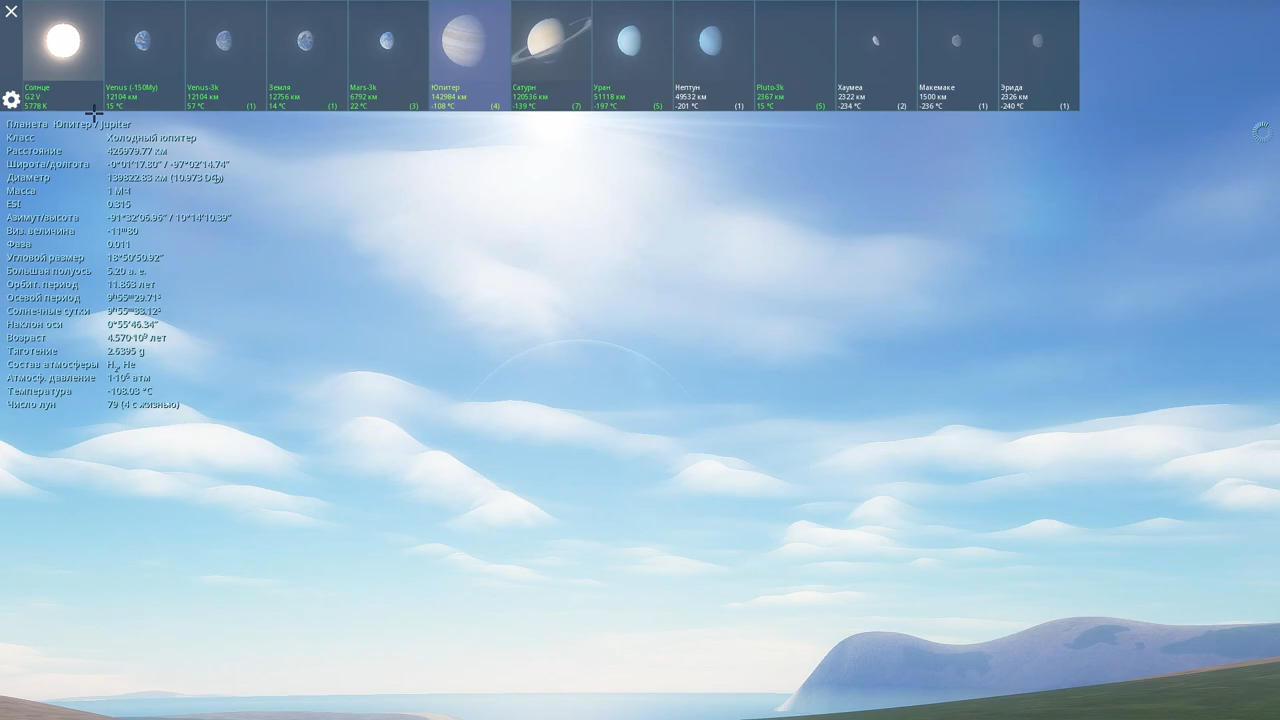 Солнце
G2 V
5778 K
Venus (-150My)
12104 км
15 °C
Venus-3k
12104 км
57 °C (1)
Земля
12756 км
14 °C (1)
Mars-3k
6792 км
22 °C (3)
Юпитер
142984 км
-108 °C (4)
Сатурн
120536 км
-139 °C (7)
Уран
51118 км
-197 °C (5)
Нептун
49532 км
-201 °C (1)
Pluto-3k
2367 км
15 °C (5)
Хаумеа
2322 км
-234 °C (2)
Макемаке
1500 км
-236 °C (1)
Эрида
2326 км
-240 °C (1)
Планета Юпитер / Jupiter
Класс Холодный юпитер
Расстояние 426979.77 км
Широта/долгота -0°01'17.80" / -97°02'14.74"
Диаметр 139822.83 км (10.973 D⊕)
Масса 1 M♃
ESI 0.315
Азимут/высота -91°32'06.96" / 10°14'10.39"
Виз. величина -11ᵐ80
Фаза 0.011
Угловой размер 18°50'50.92"
Большая полуось 5.20 а. е.
Орбит. период 11.863 лет
Осевой период 9ʰ55ᵐ29.71ˢ
Солнечные сутки 9ʰ55ᵐ33.12ˢ
Наклон оси 0°55'46.34"
Возраст 4.570·10⁹ лет
Тяготение 2.6395 g
Состав атмосферы H₂, He
Атмосф. давление
Температура -108.03 °C
Число лун 79 (4 с жизнью)